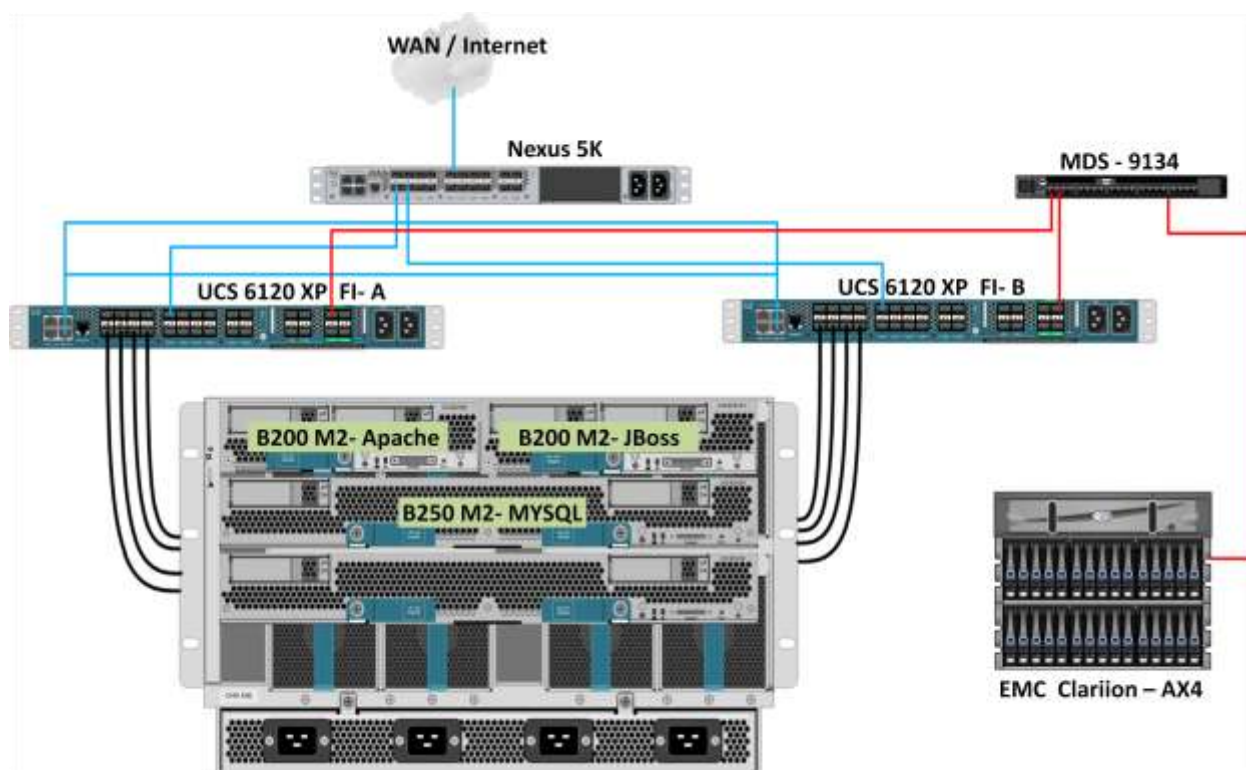 WAN / Internet
Nexus 5K
MDS - 9134
UCS 6120 XP FI- A
UCS 6120 XP FI- B
B200 M2- Apache
B200 M2- JBoss
B250 M2- MYSQL
EMC Clariion – AX4